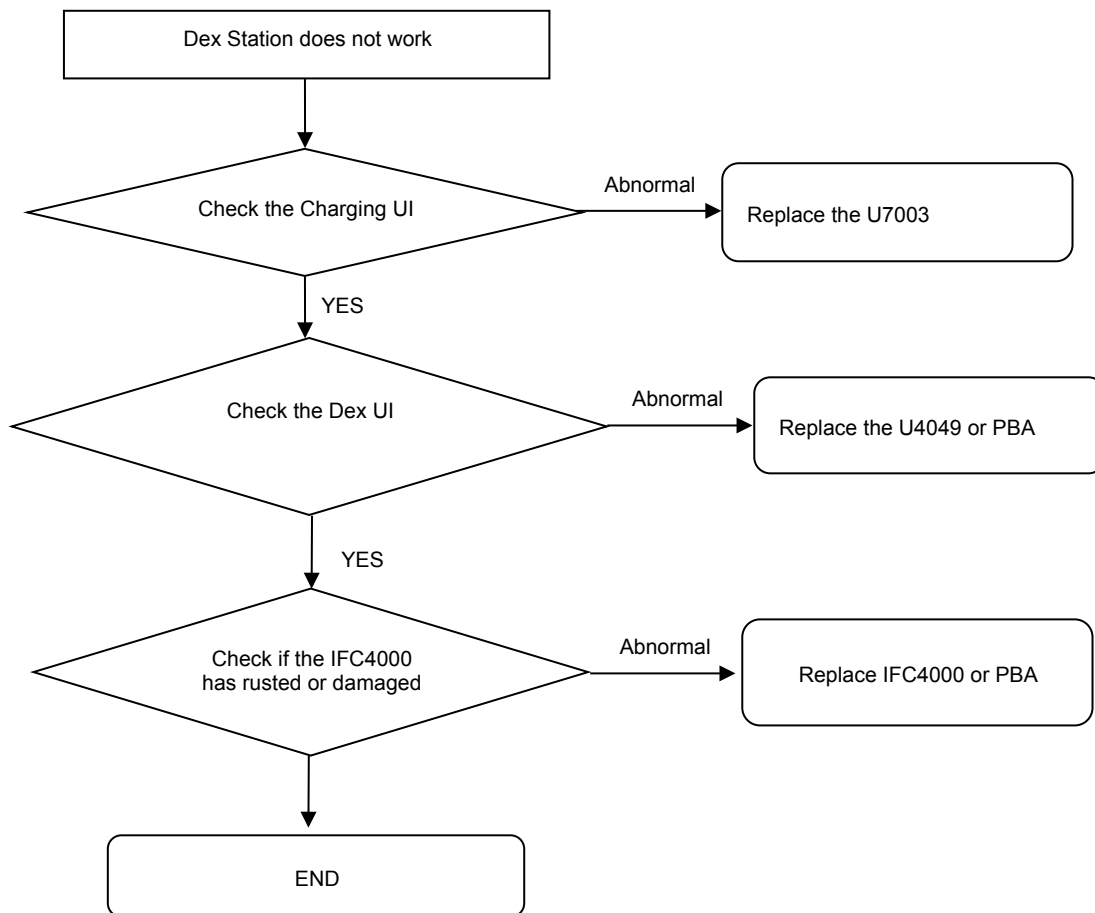 Dex Station does not work
Abnormal
Check the Charging UI
Replace the U7003
YES
Abnormal
Check the Dex UI
Replace the U4049 or PBA
YES
Abnormal
Check if the IFC4000
has rusted or damaged
Replace IFC4000 or PBA
END